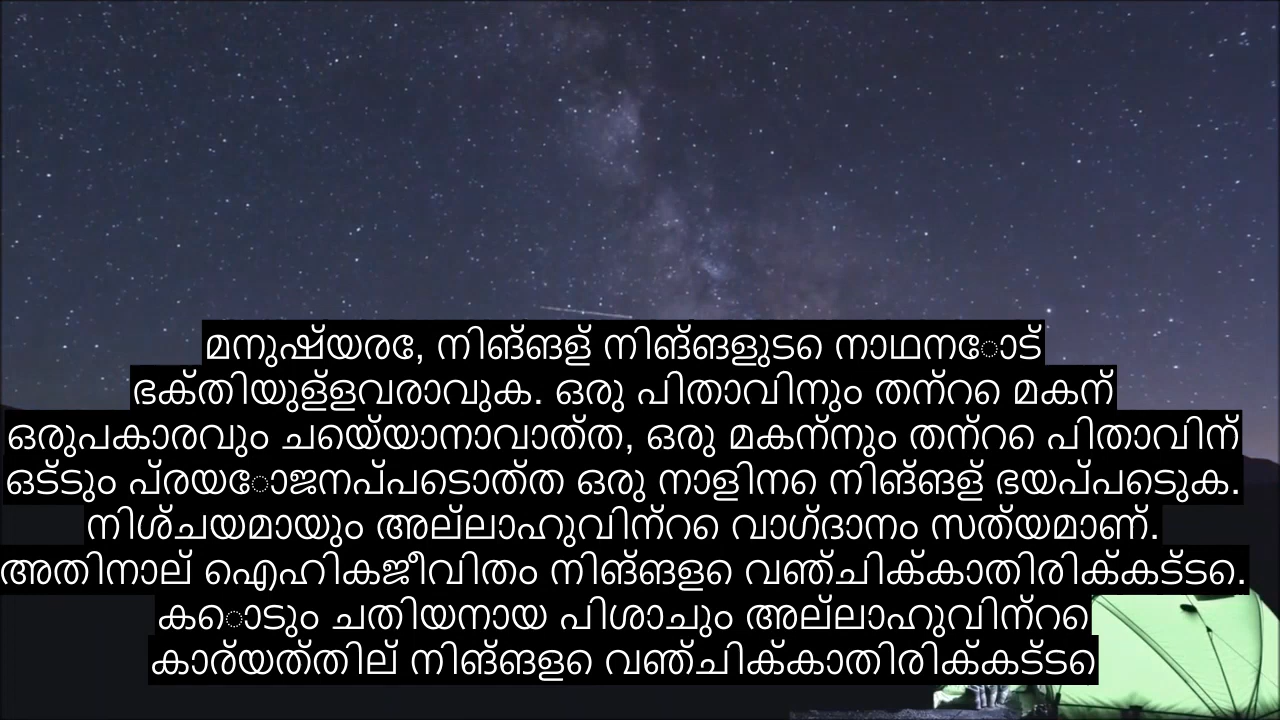 മനുഷ്യരേ, നിങ്ങള് നിങ്ങളുടെ നാഥനോട്
ഭക്തിയുള്ളവരാവുക. ഒരു പിതാവിനും തന്റെ മകന്
ഒരുപകാരവും ചെയ്യാനാവാത്ത, ഒരു മകന്നും തന്റെ പിതാവിന്
ഒട്ടും പ്രയോജനപ്പെടാത്ത ഒരു നാളിനെ നിങ്ങള് ഭയപ്പെടുക.
നിശ്ചയമായും അല്ലാഹുവിന്റെ വാഗ്ദാനം സത്യമാണ്.
അതിനാല് ഐഹികജീവിതം നിങ്ങളെ വഞ്ചിക്കാതിരിക്കട്ടെ.
കൊടും ചതിയനായ പിശാചും അല്ലാഹുവിന്റെ
കാര്യത്തില് നിങ്ങളെ വഞ്ചിക്കാതിരിക്കട്ടെ